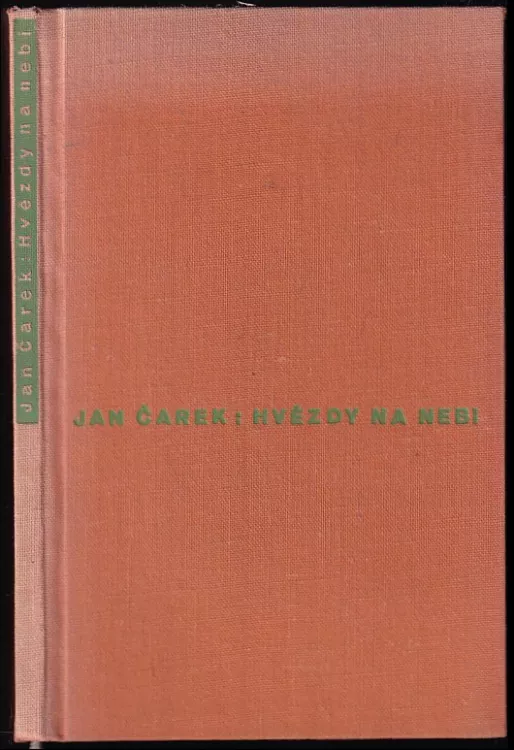 Jan Čarek: Hvězdy na nebi
JAN ČAREK: HVĚZDY NA NEBI